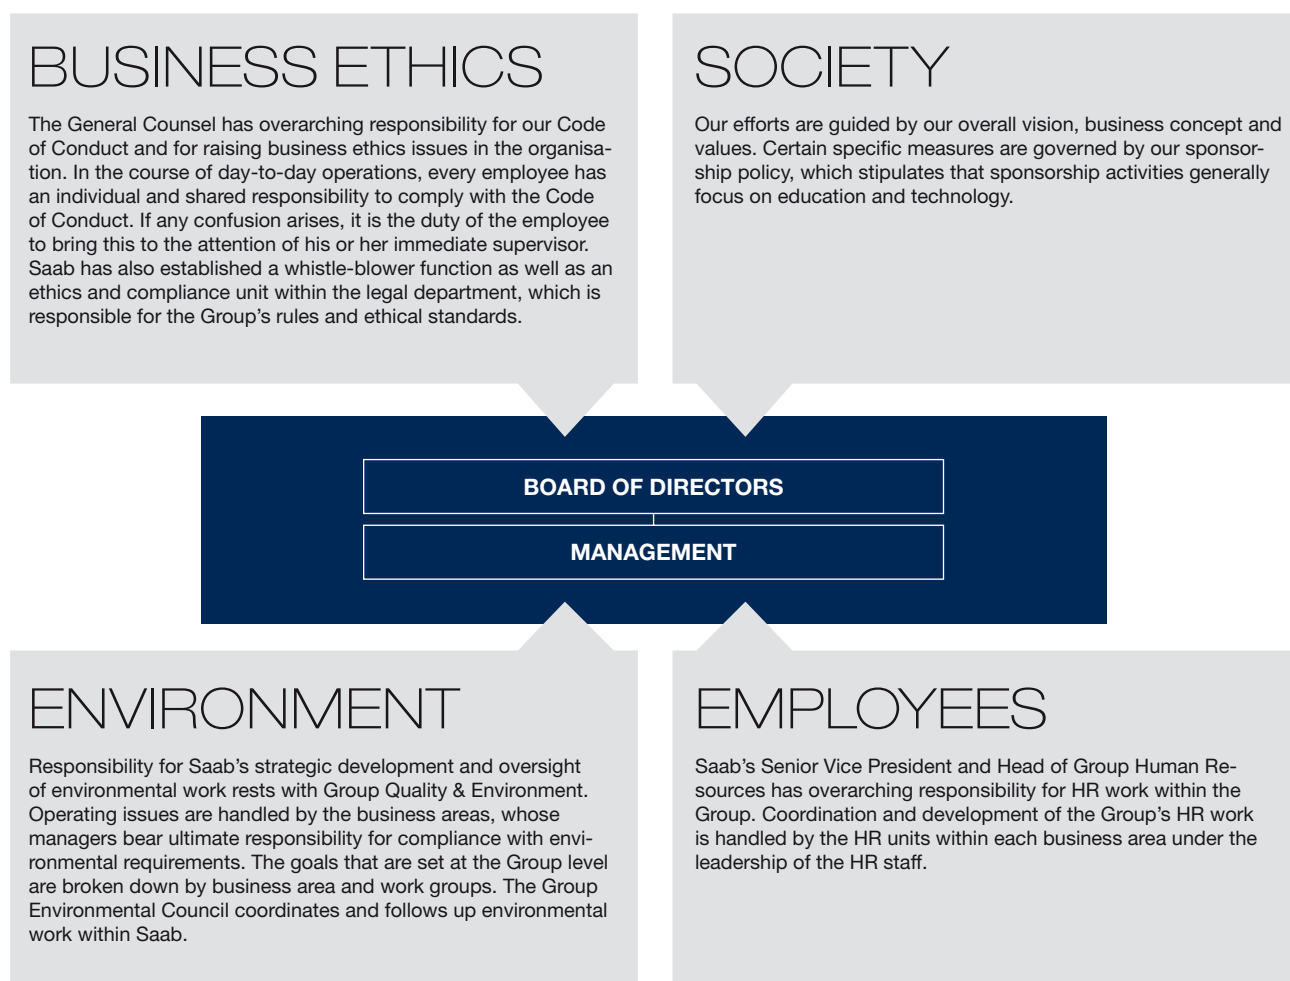 BUSINESS ETHICS
The General Counsel has overarching responsibility for our Code
of Conduct and for raising business ethics issues in the organisa-
tion. In the course of day-to-day operations, every employee has
an individual and shared responsibility to comply with the Code
of Conduct. If any confusion arises, it is the duty of the employee
to bring this to the attention of his or her immediate supervisor.
Saab has also established a whistle-blower function as well as an
ethics and compliance unit within the legal department, which is
responsible for the Group’s rules and ethical standards.
SOCIETY
Our efforts are guided by our overall vision, business concept and
values. Certain specific measures are governed by our sponsor-
ship policy, which stipulates that sponsorship activities generally
focus on education and technology.
BOARD OF DIRECTORS
MANAGEMENT
ENVIRONMENT
Responsibility for Saab’s strategic development and oversight
of environmental work rests with Group Quality & Environment.
Operating issues are handled by the business areas, whose
managers bear ultimate responsibility for compliance with envi-
ronmental requirements. The goals that are set at the Group level
are broken down by business area and work groups. The Group
Environmental Council coordinates and follows up environmental
work within Saab.
EMPLOYEES
Saab’s Senior Vice President and Head of Group Human Re-
sources has overarching responsibility for HR work within the
Group. Coordination and development of the Group’s HR work
is handled by the HR units within each business area under the
leadership of the HR staff.